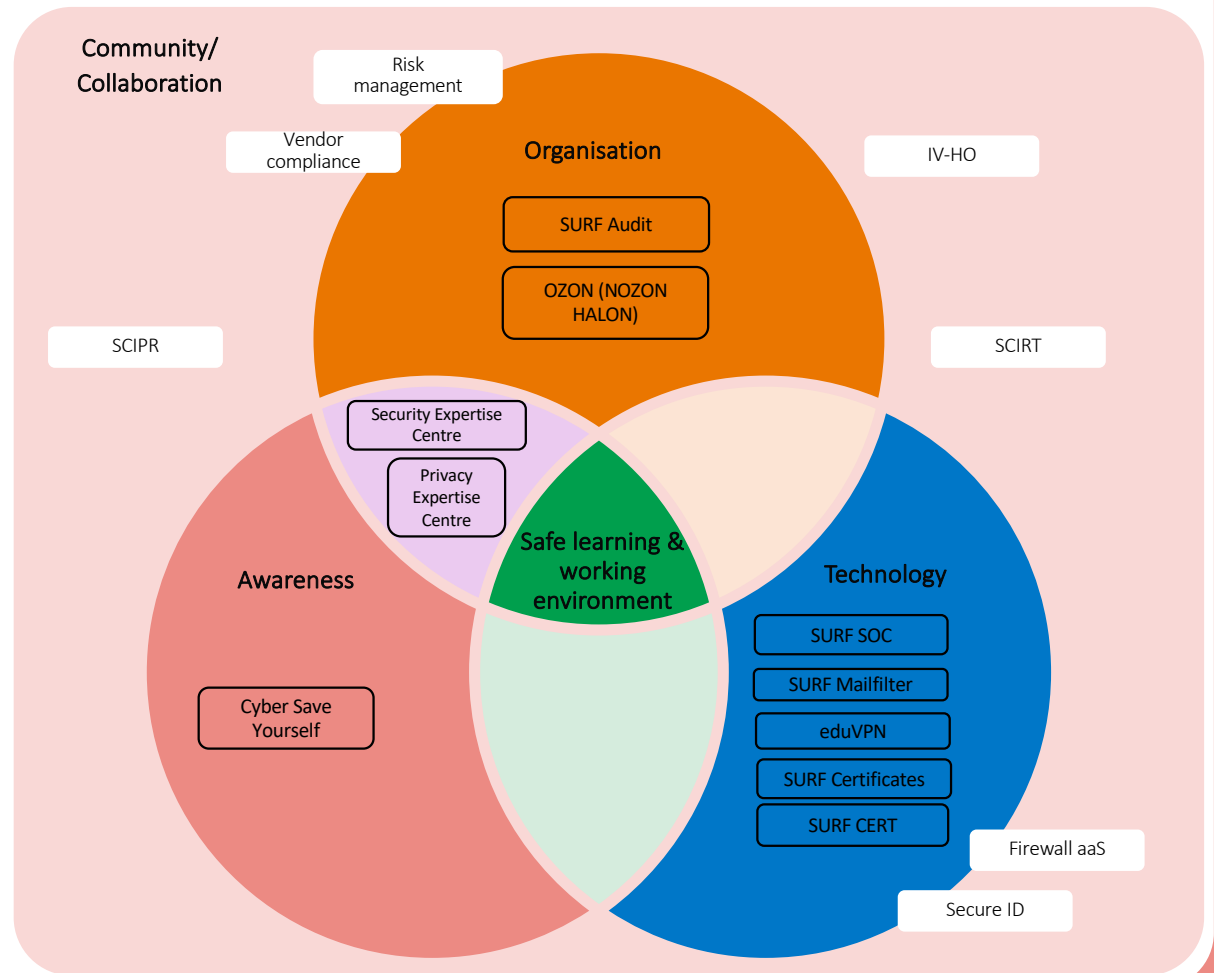 Community/
Collaboration
Risk
management
Vendor
compliance
Organisation
IV-HO
SURF Audit
OZON (NOZON
HALON)
SCIPR
SCIRT
Security Expertise
Centre
Privacy
Expertise
Centre
Safe learning &
working
environment
Awareness
Technology
SURF SOC
SURF Mailfilter
eduVPN
SURF Certificates
SURF CERT
Cyber Save
Yourself
Firewall aaS
Secure ID